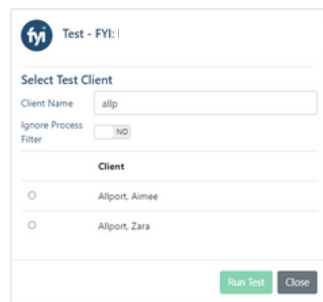 fyi
Test - FYI:
Select Test Client
Client Name
allp
Ignore Process
Filter
NO
Client
Allport, Aimee
Allport, Zara
Run Test
Close